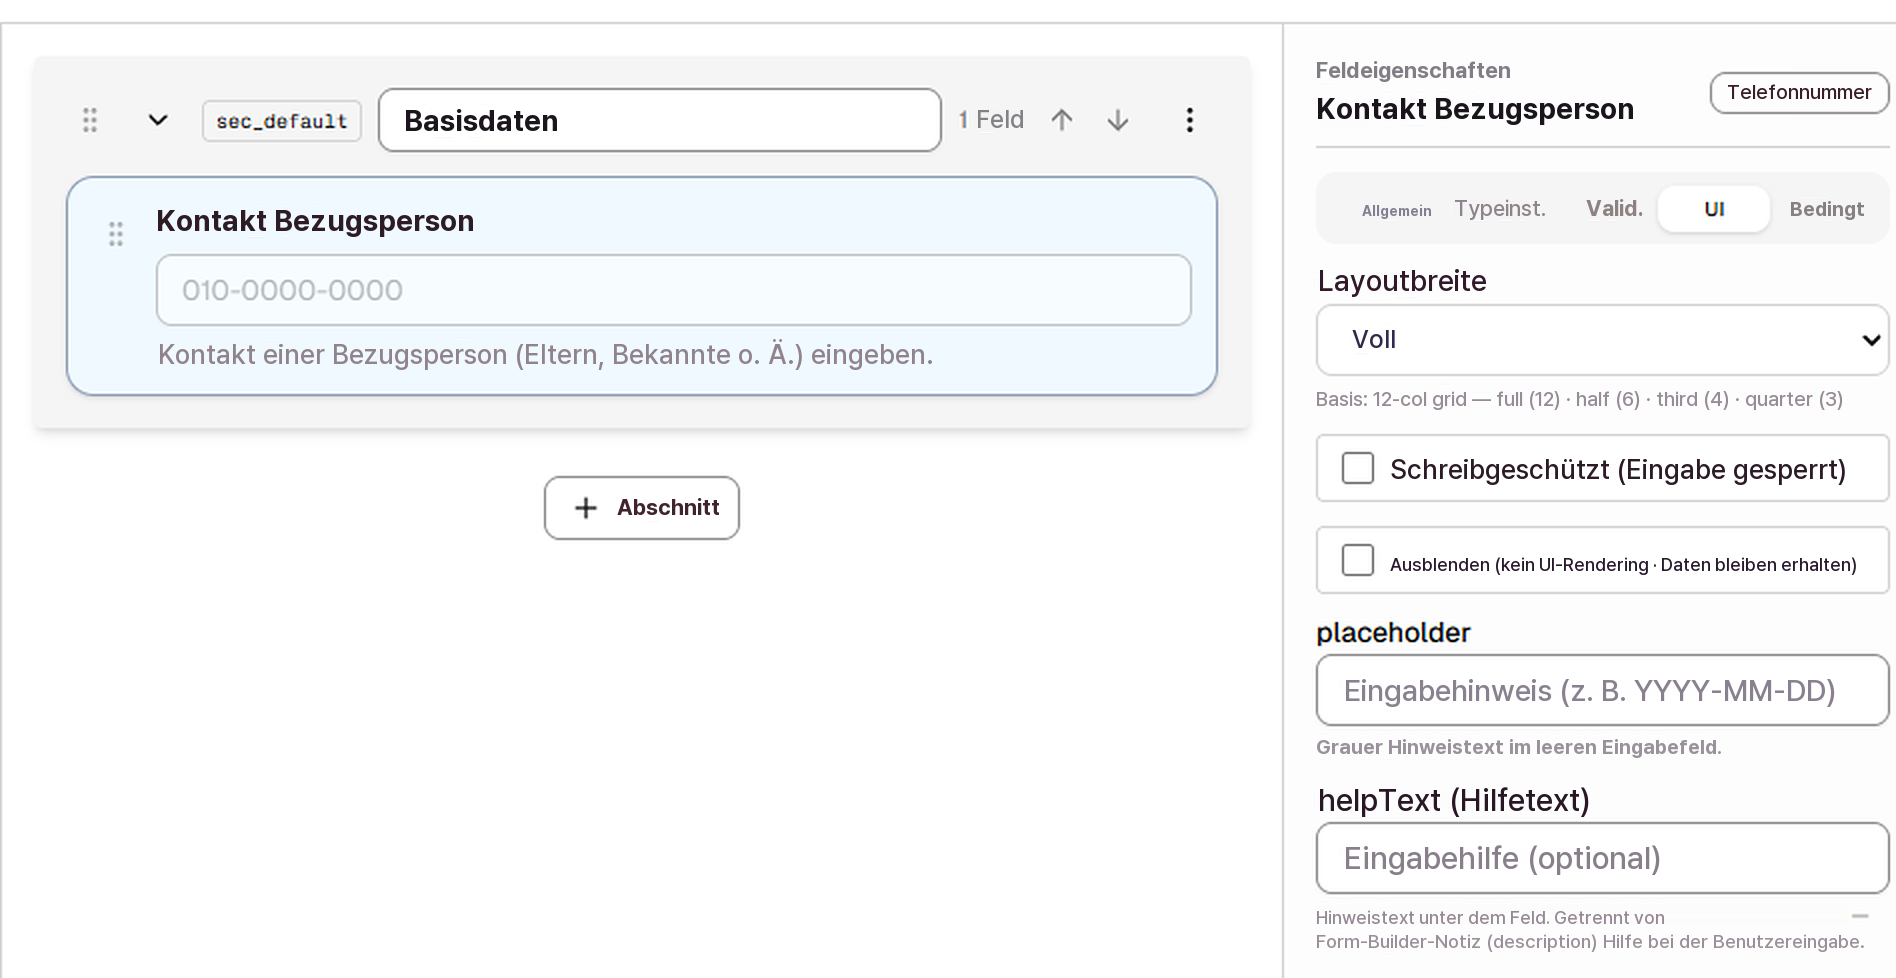 sec_default
Basisdaten
1 Feld
Kontakt Bezugsperson
010-0000-0000
Kontakt einer Bezugsperson (Eltern, Bekannte o. Ä.) eingeben.
+ Abschnitt
Feldeigenschaften
Kontakt Bezugsperson
Telefonnummer
Allgemein Typeinst. Valid. UI Bedingt
Layoutbreite
Voll
Basis: 12-col grid — full (12) · half (6) · third (4) · quarter (3)
Schreibgeschützt (Eingabe gesperrt)
Ausblenden (kein UI-Rendering · Daten bleiben erhalten)
placeholder
Eingabehinweis (z. B. YYYY-MM-DD)
Grauer Hinweistext im leeren Eingabefeld.
helpText (Hilfetext)
Eingabehilfe (optional)
Hinweistext unter dem Feld. Getrennt von —
Form-Builder-Notiz (description) Hilfe bei der Benutzereingabe.